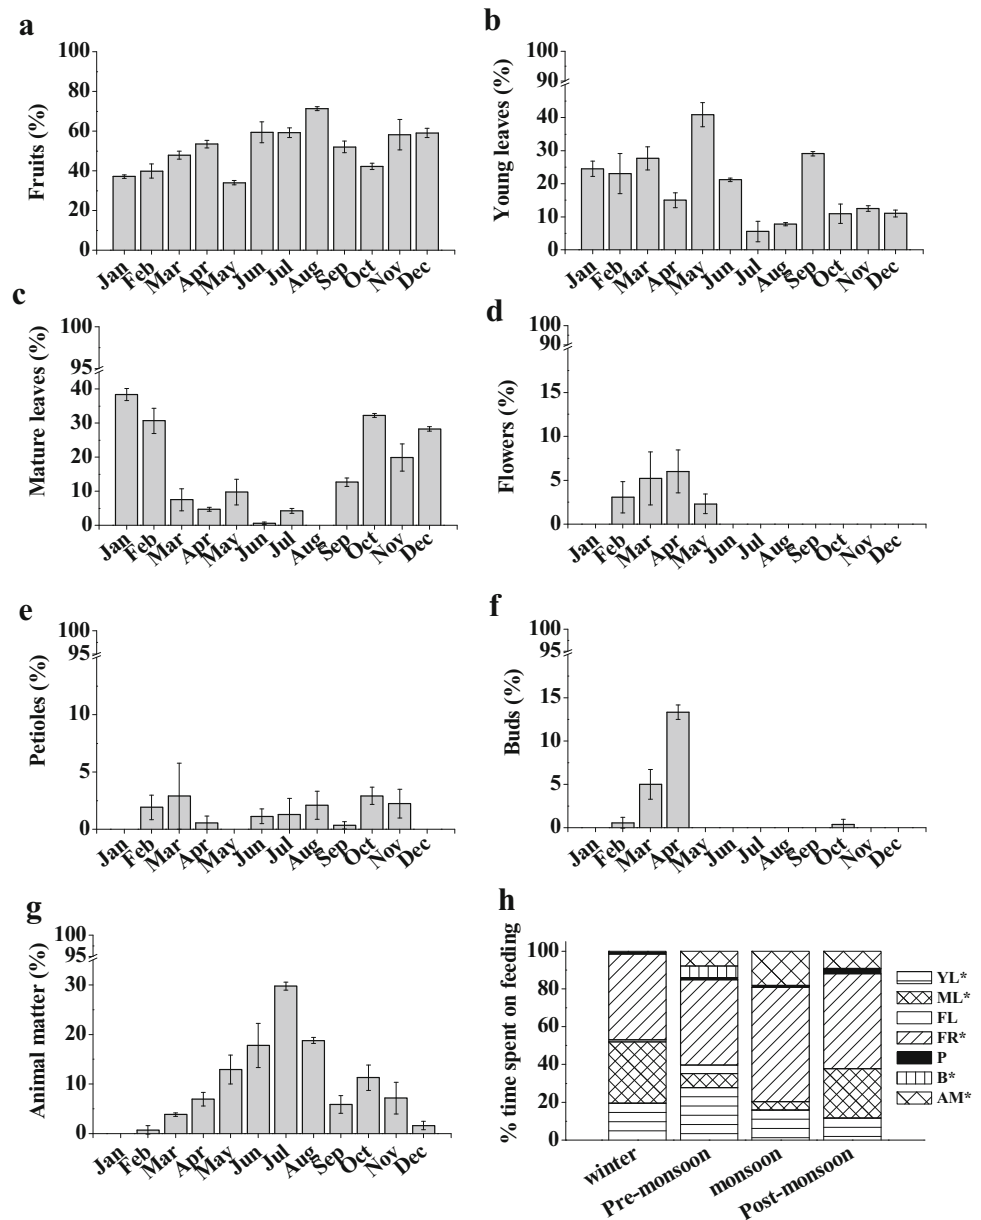 a
Fruits (%)
100
80
60
40
20
0
Jan Feb Mar Apr May Jun Jul Aug Sep Oct Nov Dec
b
Young leaves (%)
100
90
40
30
20
10
0
Jan Feb Mar Apr May Jun Jul Aug Sep Oct Nov Dec
c
Mature leaves (%)
100
95
40
30
20
10
0
Jan Feb Mar Apr May Jun Jul Aug Sep Oct Nov Dec
d
Flowers (%)
100
90
15
10
5
0
Jan Feb Mar Apr May Jun Jul Aug Sep Oct Nov Dec
e
Petioles (%)
100
95
10
5
0
Jan Feb Mar Apr May Jun Jul Aug Sep Oct Nov Dec
f
Buds (%)
100
95
15
10
5
0
Jan Feb Mar Apr May Jun Jul Aug Sep Oct Nov Dec
g
Animal matter (%)
100
95
30
20
10
0
Jan Feb Mar Apr May Jun Jul Aug Sep Oct Nov Dec
h
% time spent on feeding
100
80
60
40
20
0
winter Pre-monsoon monsoon Post-monsoon
YL*
ML*
FL
FR*
P
B*
AM*